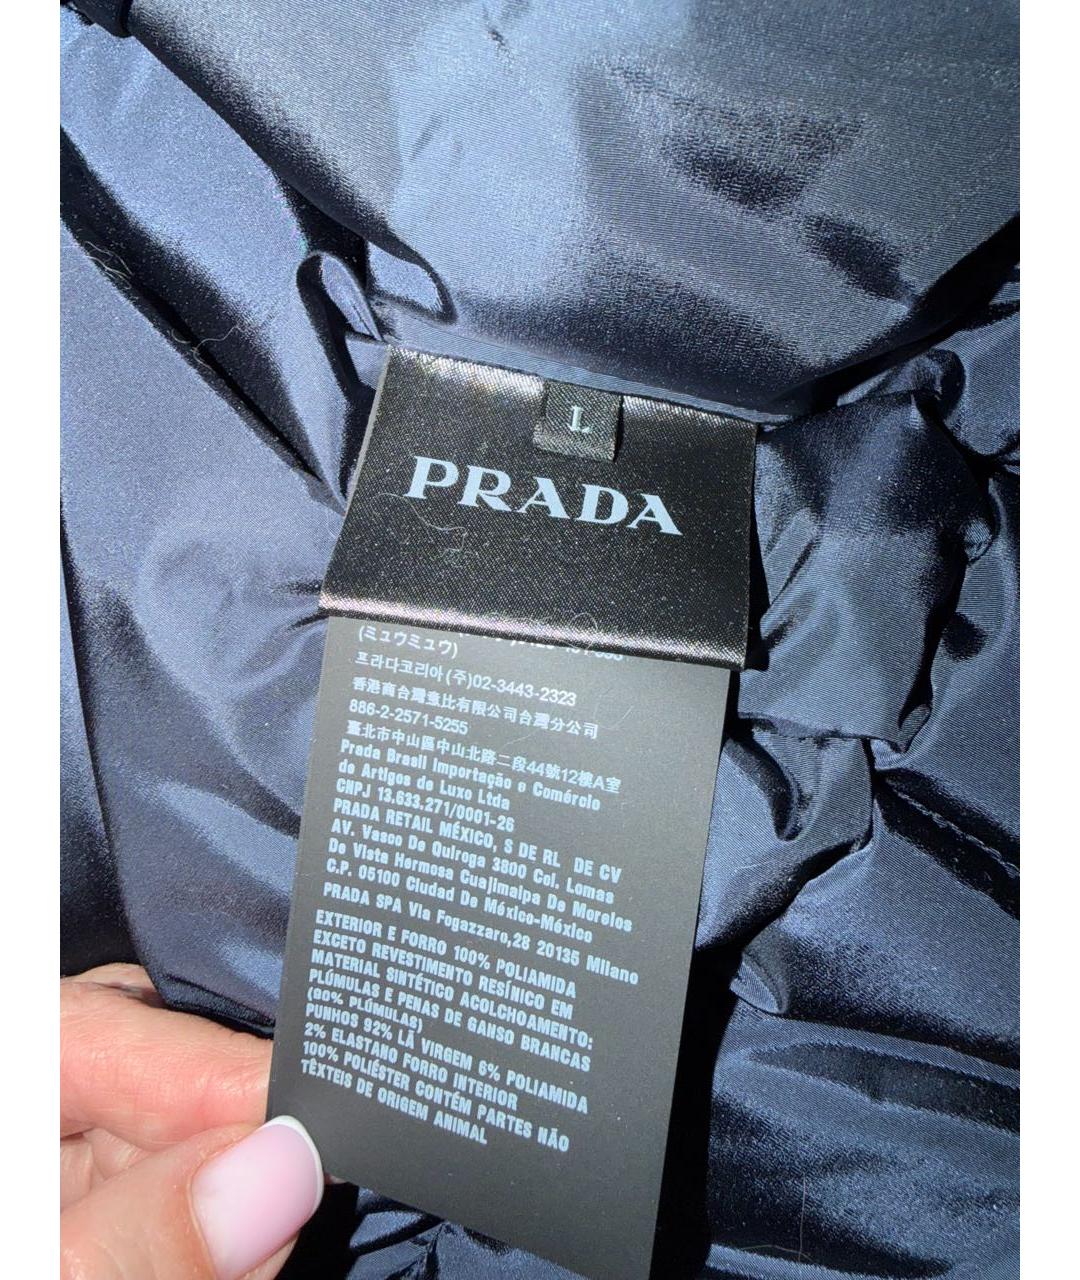 L
PRADA
(ミュウミュウ)
프라다코리아(주)02-3443-2323
香港商台灣意比有限公司台灣分公司
886-2-2571-5255
臺北市中山區中山北路二段44號12樓A室
Prada Brasil Importação e Comércio
de Artigos de Luxo Ltda
CNPJ 13.633.271/0001-26
PRADA RETAIL MÉXICO, S DE RL DE CV
AV. Vasco De Quiroga 3800 Col. Lomas
De Vista Hermosa Cuajimalpa De Morelos
C.P. 05100 Ciudad De México-México
PRADA SPA Via Fogazzaro,28 20135 Milano
EXTERIOR E FORRO 100% POLIAMIDA
EXCETO REVESTIMENTO RESÍNICO EM
MATERIAL SINTÉTICO ACOLCHOAMENTO:
PLÚMULAS E PENAS DE GANSO BRANCAS
(90% PLÚMULAS)
PUNHOS 92% LÃ VIRGEM 6% POLIAMIDA
2% ELASTANO FORRO INTERIOR
100% POLIÉSTER CONTÉM PARTES NÃO
TÊXTEIS DE ORIGEM ANIMAL